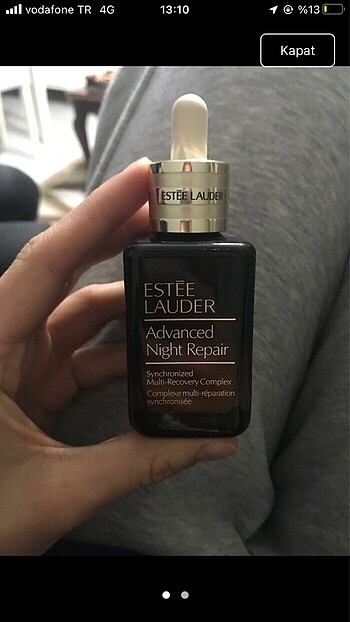 vodafone TR 4G 13:10 %13
Kapat
ESTĒE LAUDER
ESTĒE
LAUDER
Advanced
Night Repair
Synchronized
Multi-Recovery Complex
Complexe multi-réparation
synchronisée